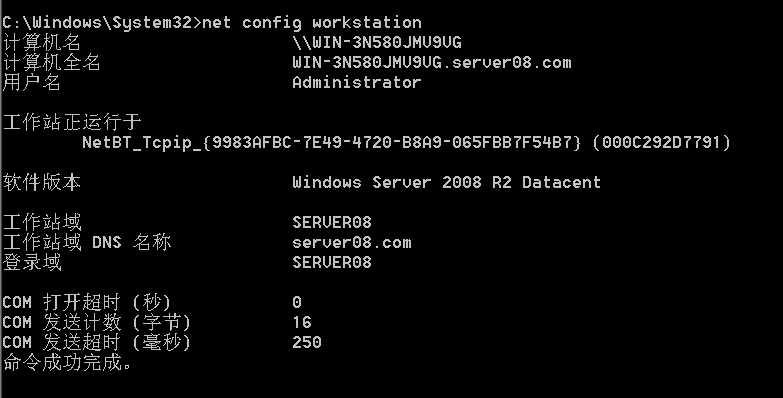 C:\Windows\System32>net config workstation
计算机名 \\WIN-3N580JMV9VG
计算机全名 WIN-3N580JMV9VG.server08.com
用户名 Administrator
工作站正运行于
NetBT_Tcpip_{9983AFBC-7E49-4720-B8A9-065FBB7F54B7} (000C292D7791)
软件版本 Windows Server 2008 R2 Datacent
工作站域 SERVER08
工作站域 DNS 名称 server08.com
登录域 SERVER08
COM 打开超时 (秒) 0
COM 发送计数 (字节) 16
COM 发送超时 (毫秒) 250
命令成功完成。